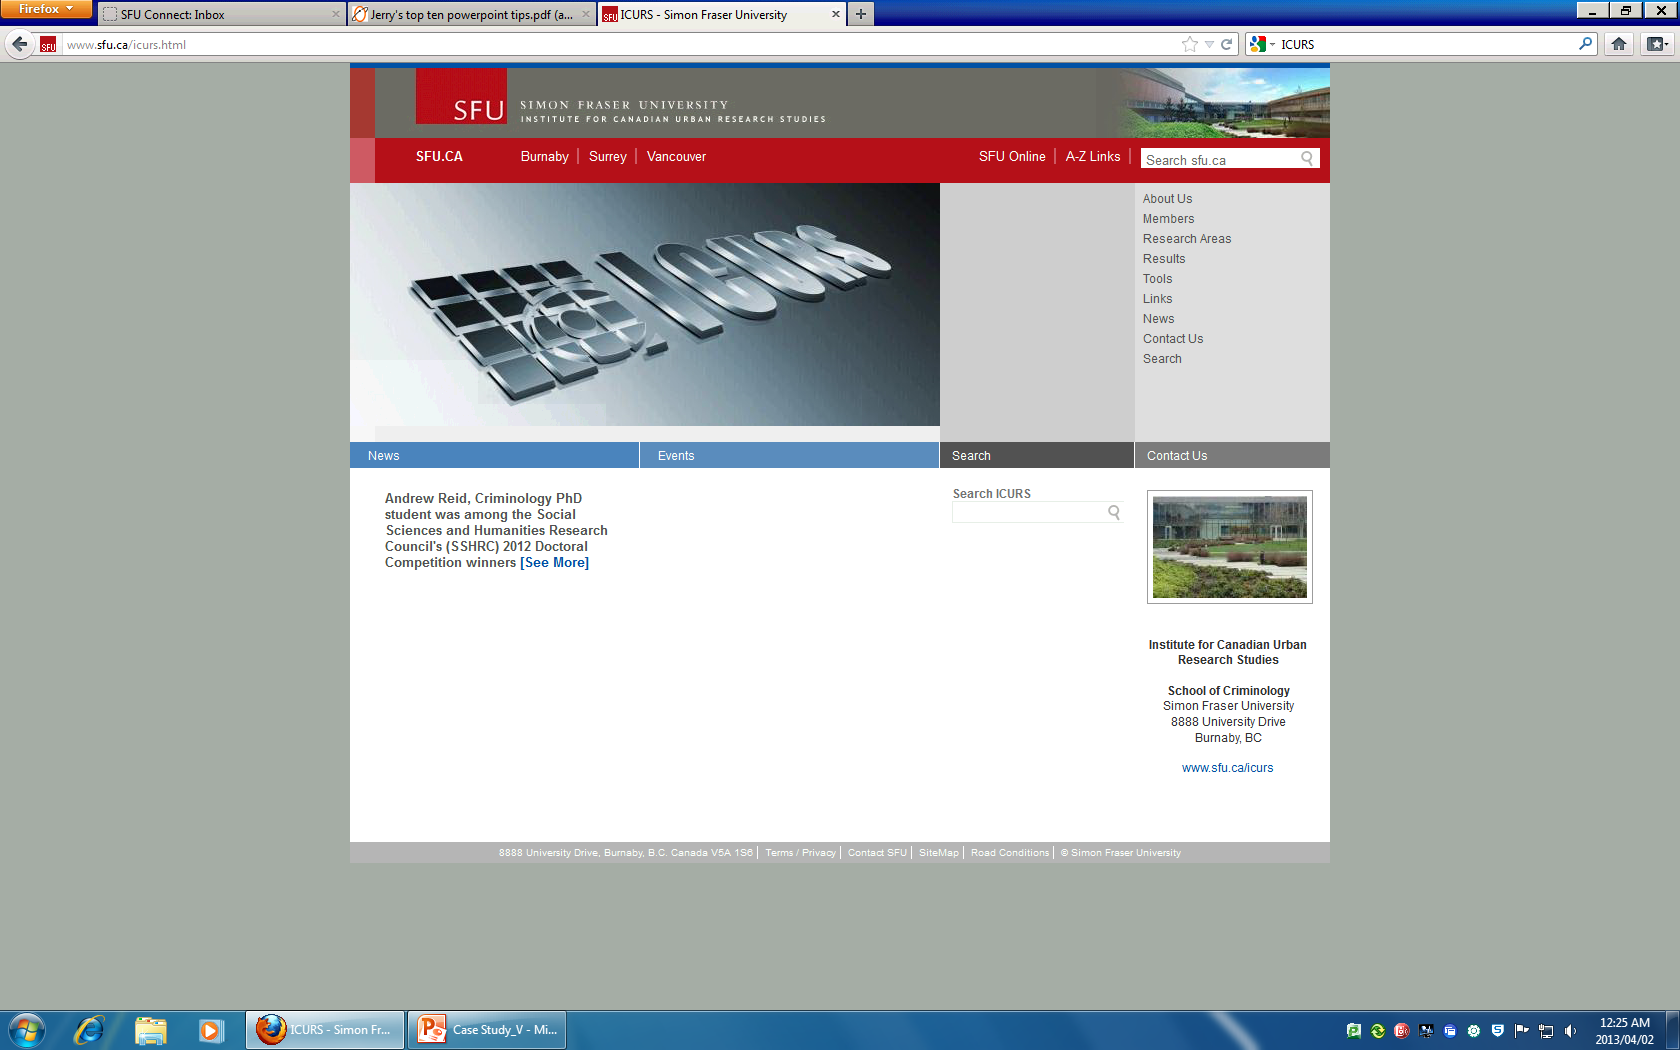 Firefox
SFU Connect: Inbox
Jerry's top ten powerpoint tips.pdf (a...
SFU
ICURS - Simon Fraser University
SFU
www.sfu.ca/icurs.html
ICURS
SFU
SIMON FRASER UNIVERSITY
INSTITUTE FOR CANADIAN URBAN RESEARCH STUDIES
SFU.CA
Burnaby
Surrey
Vancouver
SFU Online
A-Z Links
Search sfu.ca
ICURS
About Us
Members
Research Areas
Results
Tools
Links
News
Contact Us
Search
News
Events
Search
Contact Us
Andrew Reid, Criminology PhD
student was among the Social
Sciences and Humanities Research
Council's (SSHRC) 2012 Doctoral
Competition winners [See More]
Search ICURS
Institute for Canadian Urban
Research Studies
School of Criminology
Simon Fraser University
8888 University Drive
Burnaby, BC
www.sfu.ca/icurs
8888 University Drive, Burnaby, B.C. Canada V5A 1S6 | Terms / Privacy | Contact SFU | SiteMap | Road Conditions | © Simon Fraser University
ICURS - Simon Fr...
Case Study_V - Mi...
12:25 AM
2013/04/02